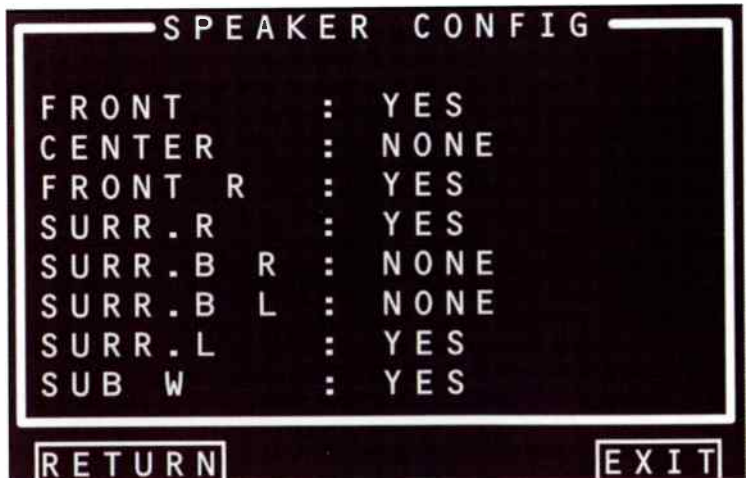 SPEAKER CONFIG
FRONT : YES
CENTER : NONE
FRONT R : YES
SURR.R : YES
SURR.B R : NONE
SURR.B L : NONE
SURR.L : YES
SUB W : YES
RETURN EXIT